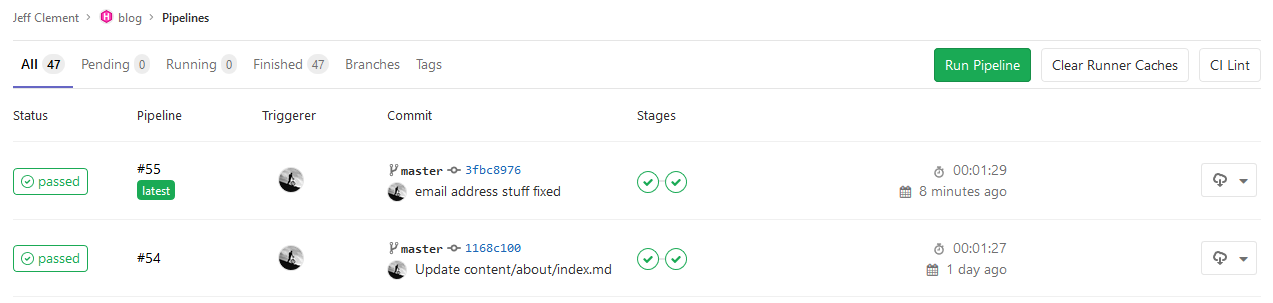 Jeff Clement > blog > Pipelines
All 47 Pending 0 Running 0 Finished 47 Branches Tags Run Pipeline Clear Runner Caches CI Lint
Status Pipeline Triggerer Commit Stages
passed #55 latest master 3fbc8976 00:01:29
email address stuff fixed 8 minutes ago
passed #54 master 1168c100 00:01:27
Update content/about/index.md 1 day ago